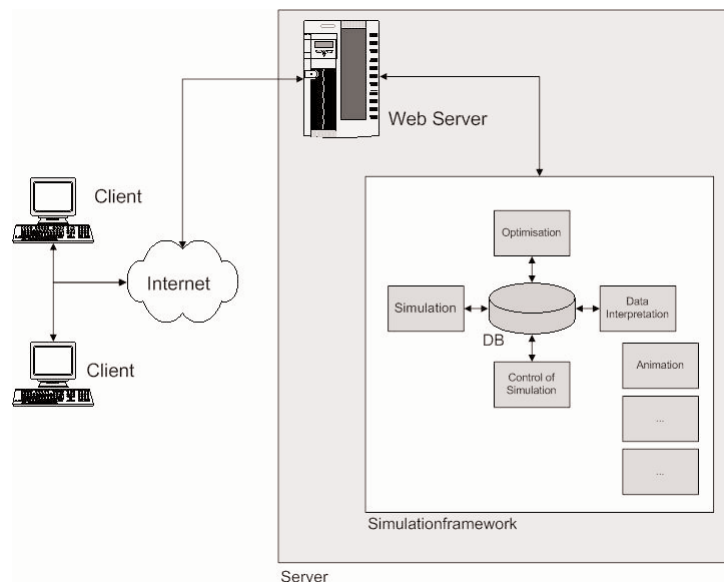 Web Server
Client
Internet
Client
Optimisation
Simulation
DB
Data
Interpretation
Control of
Simulation
Animation
...
...
Simulationframework
Server